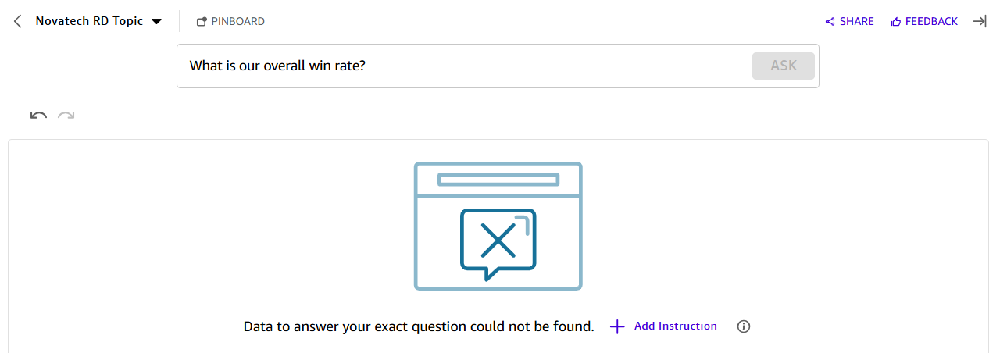 Novatech RD Topic
PINBOARD
SHARE
FEEDBACK
What is our overall win rate?
ASK
Data to answer your exact question could not be found.
Add Instruction